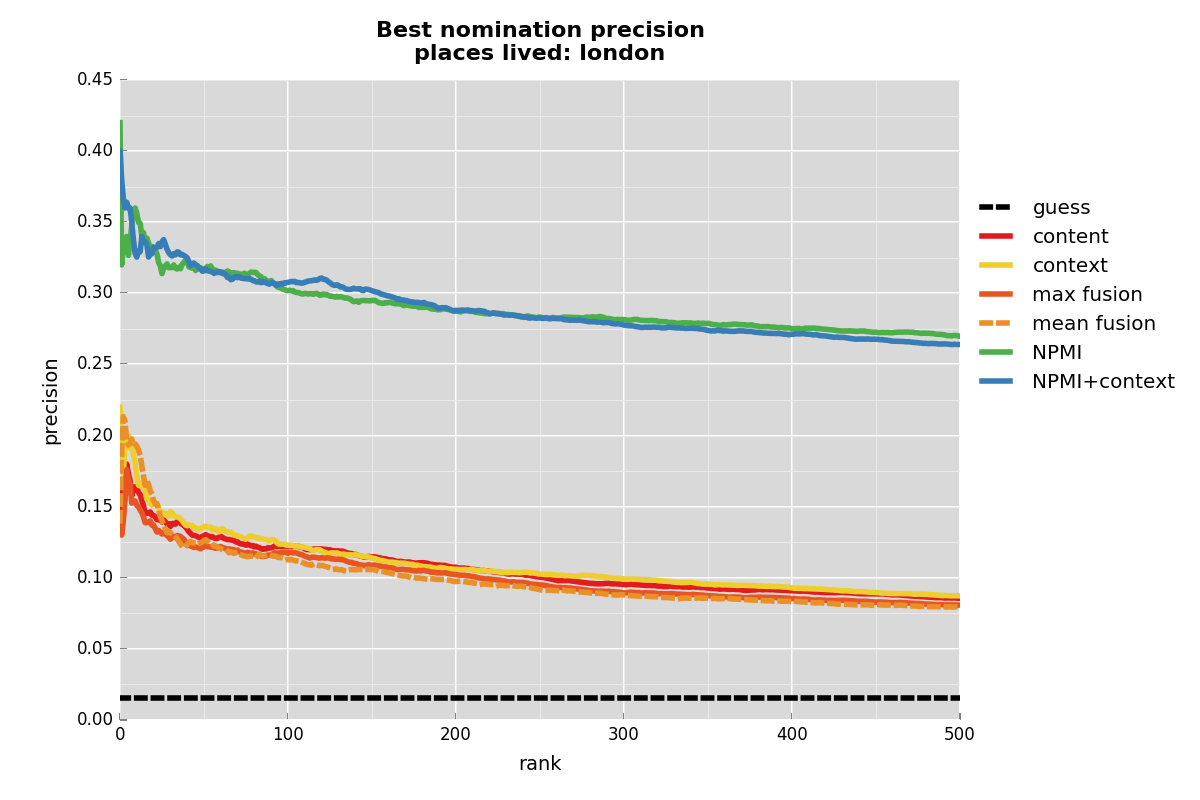 Best nomination precision
places lived: london
0.45
0.40
0.35
0.30
0.25
0.20
0.15
0.10
0.05
0.00
precision
0
100
200
300
400
500
rank
guess
content
context
max fusion
mean fusion
NPMI
NPMI+context